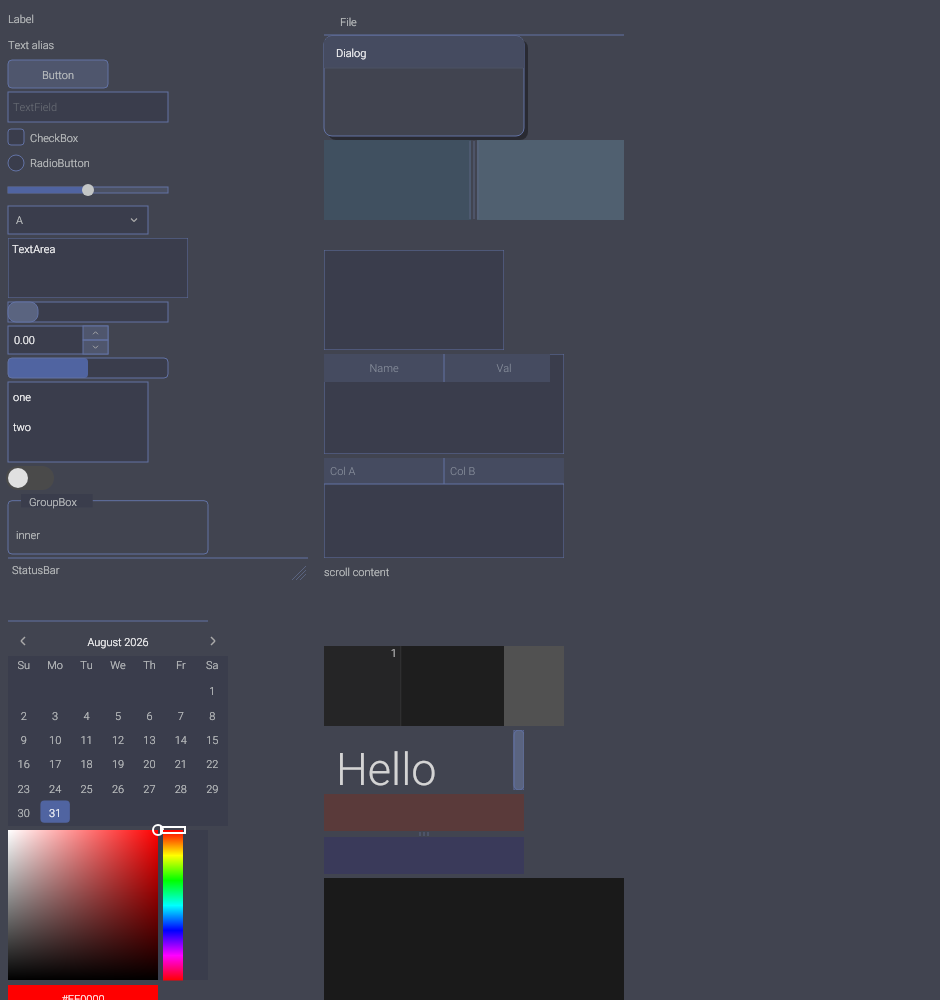 Label
Text alias
Button
TextField
CheckBox
RadioButton
A
TextArea
0.00
one
two
GroupBox
inner
StatusBar
August 2026
Su Mo Tu We Th Fr Sa
1
2 3 4 5 6 7 8
9 10 11 12 13 14 15
16 17 18 19 20 21 22
23 24 25 26 27 28 29
30 31
#FF0000
File
Dialog
Name Val
Col A Col B
scroll content
1
Hello